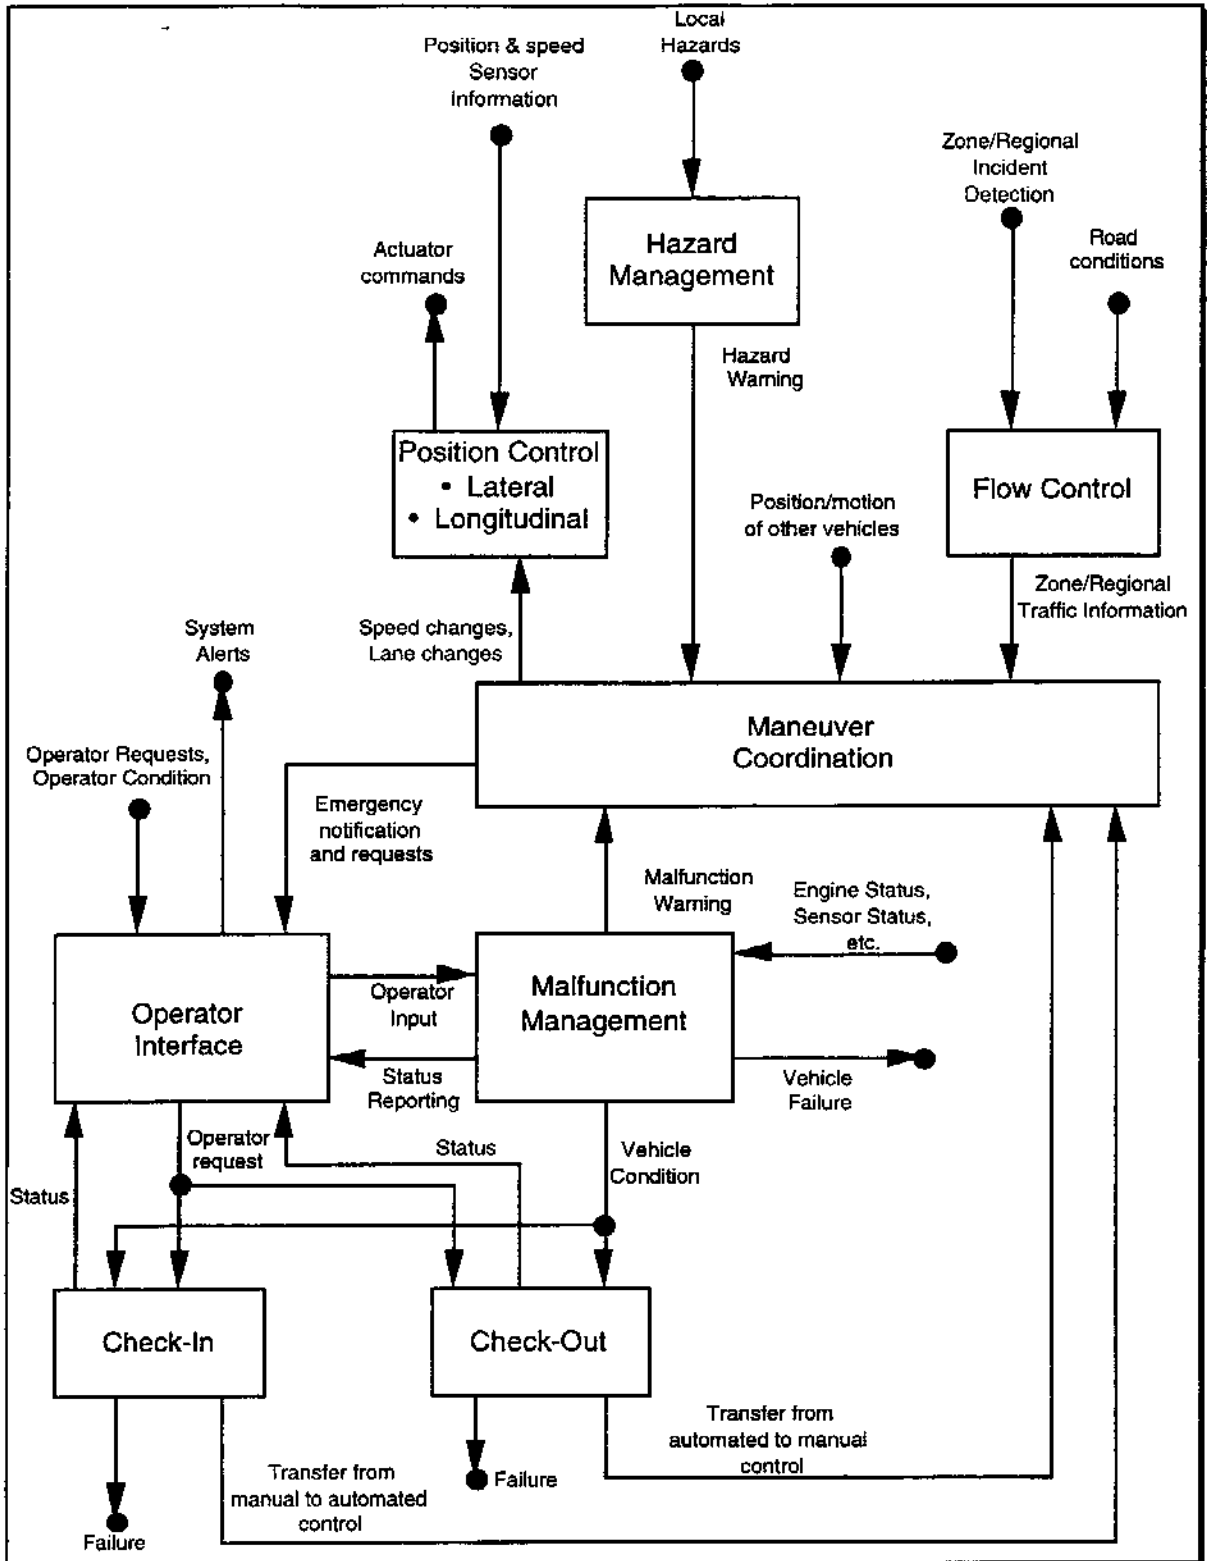 Local
Hazards
Position & speed
Sensor
Information
Zone/Regional
Incident
Detection
Road
conditions
Actuator
commands
Hazard
Management
Hazard
Warning
Position Control
• Lateral
• Longitudinal
Flow Control
Position/motion
of other vehicles
Zone/Regional
Traffic Information
Speed changes,
Lane changes
System
Alerts
Maneuver
Coordination
Operator Requests,
Operator Condition
Emergency
notification
and requests
Malfunction
Warning
Engine Status,
Sensor Status,
etc.
Operator
Interface
Operator
Input
Malfunction
Management
Status
Reporting
Vehicle
Failure
Operator
request
Status
Vehicle
Condition
Status
Check-In
Check-Out
Transfer from
automated to manual
control
Failure
Transfer from
manual to automated
control
Failure